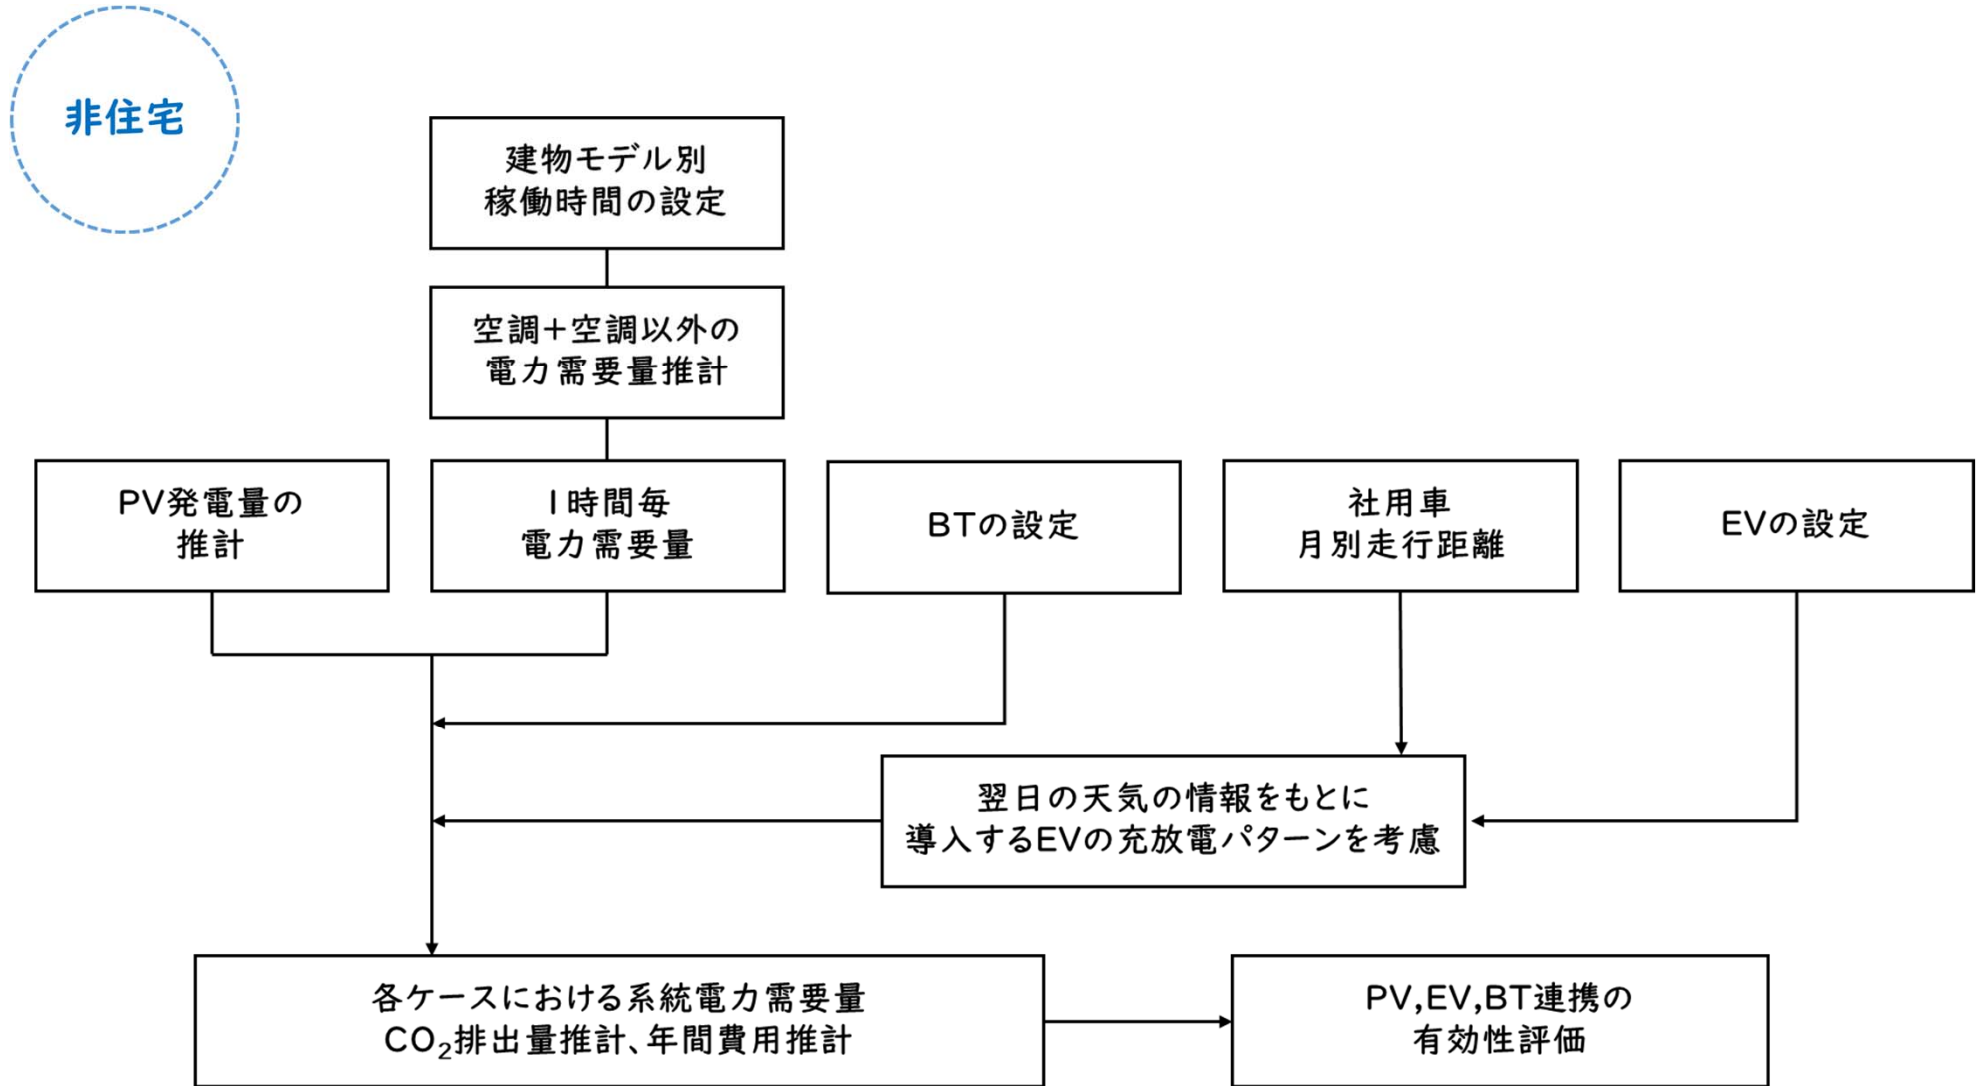 非住宅
建物モデル別
稼働時間の設定
空調＋空調以外の
電力需要量推計
PV発電量の
推計
1時間毎
電力需要量
BTの設定
社用車
月別走行距離
EVの設定
翌日の天気の情報をもとに
導入するEVの充放電パターンを考慮
各ケースにおける系統電力需要量
CO₂排出量推計、年間費用推計
PV,EV,BT連携の
有効性評価